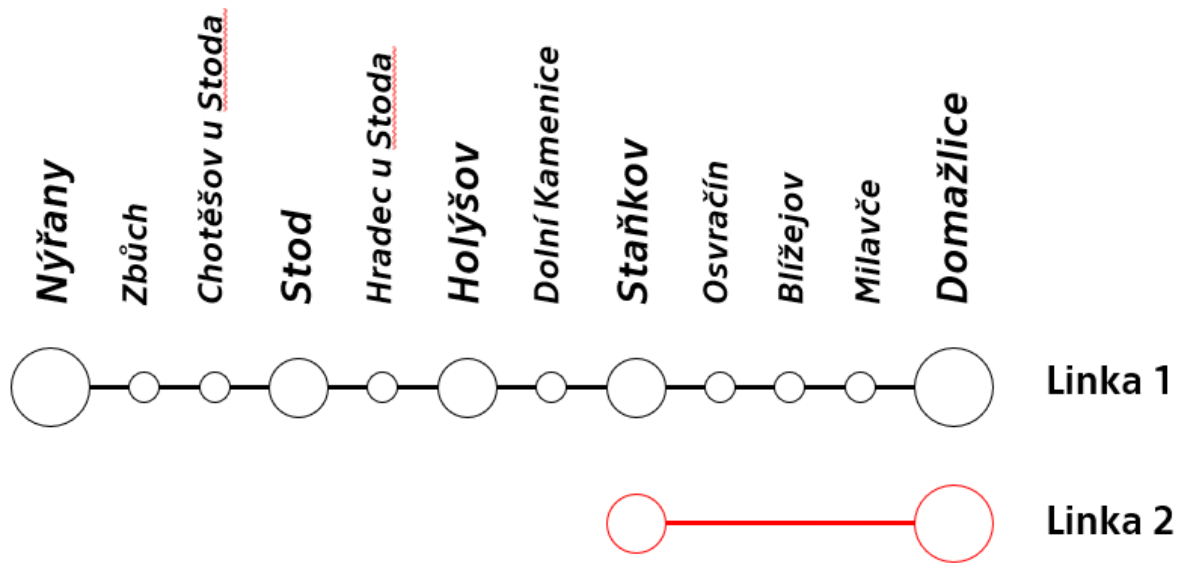 Nýřany
Zbůch
Chotěšov u Stoda
Stod
Hradec u Stoda
Holýšov
Dolní Kamenice
Staňkov
Osvračín
Blížejov
Milavče
Domažlice
Linka 1
Linka 2